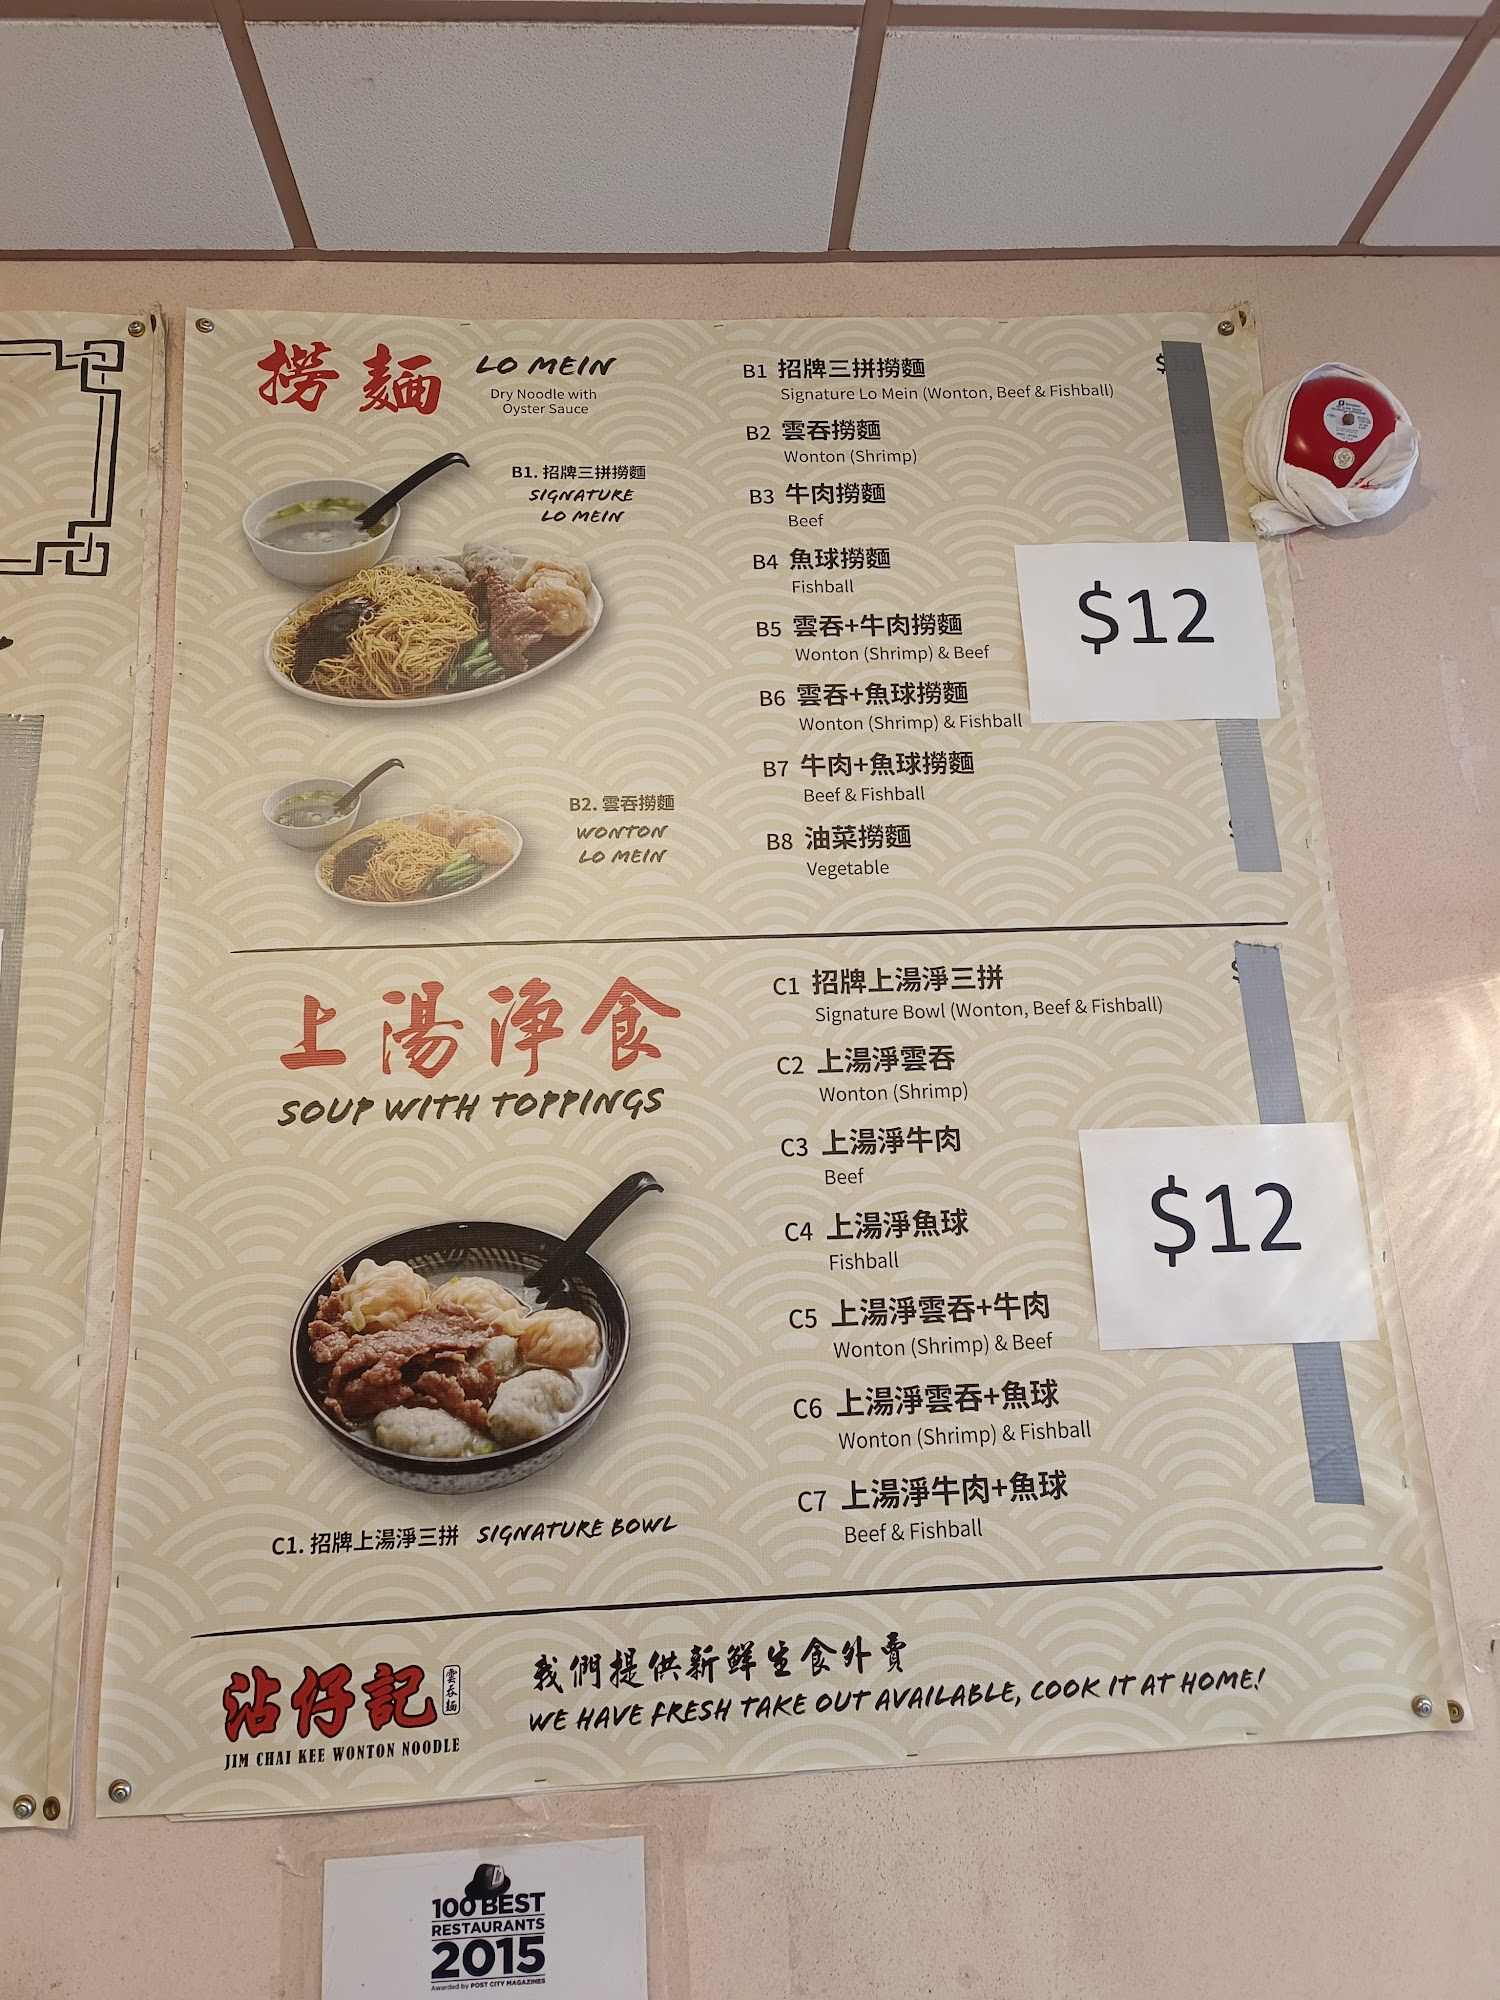 撈麵 LO MEIN
Dry Noodle with
Oyster Sauce
B1. 招牌三拼撈麵
SIGNATURE
LO MEIN
B2. 雲吞撈麵
WONTON
LO MEIN
B1 招牌三拼撈麵
Signature Lo Mein (Wonton, Beef & Fishball)
B2 雲吞撈麵
Wonton (Shrimp)
B3 牛肉撈麵
Beef
B4 魚球撈麵
Fishball
B5 雲吞+牛肉撈麵
Wonton (Shrimp) & Beef
B6 雲吞+魚球撈麵
Wonton (Shrimp) & Fishball
B7 牛肉+魚球撈麵
Beef & Fishball
B8 油菜撈麵
Vegetable
$12
上湯淨食
SOUP WITH TOPPINGS
C1. 招牌上湯淨三拼 SIGNATURE BOWL
C1 招牌上湯淨三拼
Signature Bowl (Wonton, Beef & Fishball)
C2 上湯淨雲吞
Wonton (Shrimp)
C3 上湯淨牛肉
Beef
C4 上湯淨魚球
Fishball
C5 上湯淨雲吞+牛肉
Wonton (Shrimp) & Beef
C6 上湯淨雲吞+魚球
Wonton (Shrimp) & Fishball
C7 上湯淨牛肉+魚球
Beef & Fishball
$12
沾仔記 雲吞麵
JIM CHAI KEE WONTON NOODLE
我們提供新鮮生食外賣
WE HAVE FRESH TAKE OUT AVAILABLE, COOK IT AT HOME!
100 BEST
RESTAURANTS
2015
Awarded by POST CITY MAGAZINES